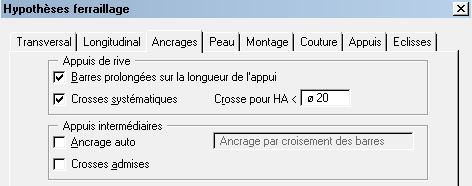 Hypothèses ferraillage
Transversal Longitudinal Ancrages Peau Montage Couture Appuis Eclisses
Appuis de rive
Barres prolongées sur la longueur de l'appui
Crosses systématiques Crosse pour HA < ø 20
Appuis intermédiaires
Ancrage auto Ancrage par croisement des barres
Crosses admises